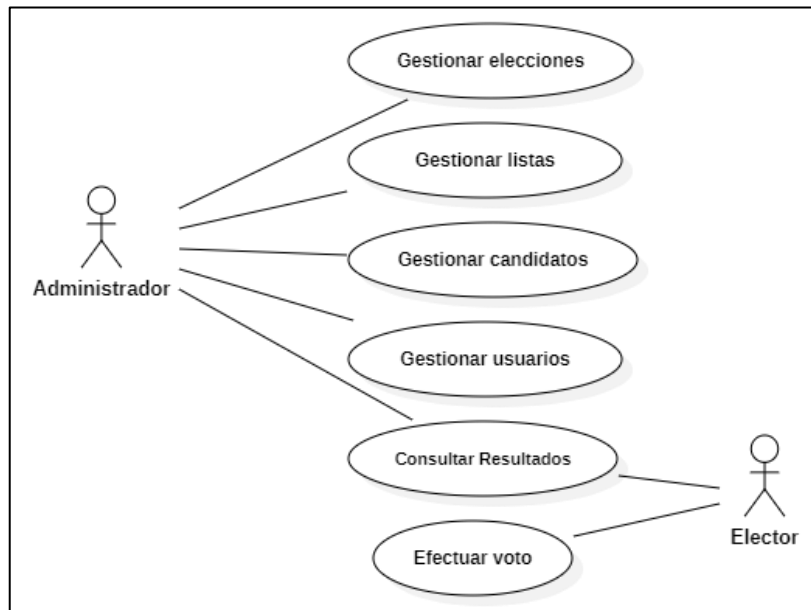 Gestionar elecciones
Gestionar listas
Gestionar candidatos
Administrador
Gestionar usuarios
Consultar Resultados
Elector
Efectuar voto